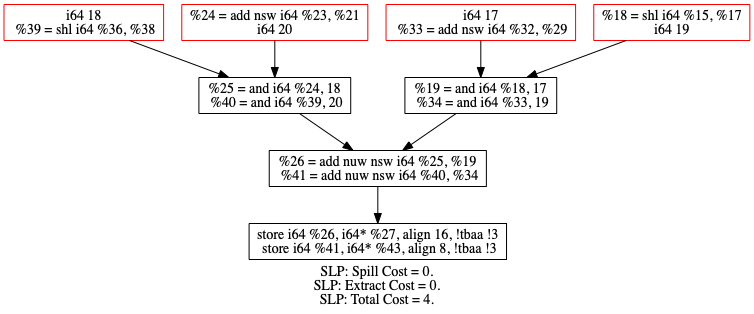 i64 18
%39 = shl i64 %36, %38
%24 = add nsw i64 %23, %21
i64 20
i64 17
%33 = add nsw i64 %32, %29
%18 = shl i64 %15, %17
i64 19
%25 = and i64 %24, 18
%40 = and i64 %39, 20
%19 = and i64 %18, 17
%34 = and i64 %33, 19
%26 = add nuw nsw i64 %25, %19
%41 = add nuw nsw i64 %40, %34
store i64 %26, i64* %27, align 16, !tbaa !3
store i64 %41, i64* %43, align 8, !tbaa !3
SLP: Spill Cost = 0.
SLP: Extract Cost = 0.
SLP: Total Cost = 4.